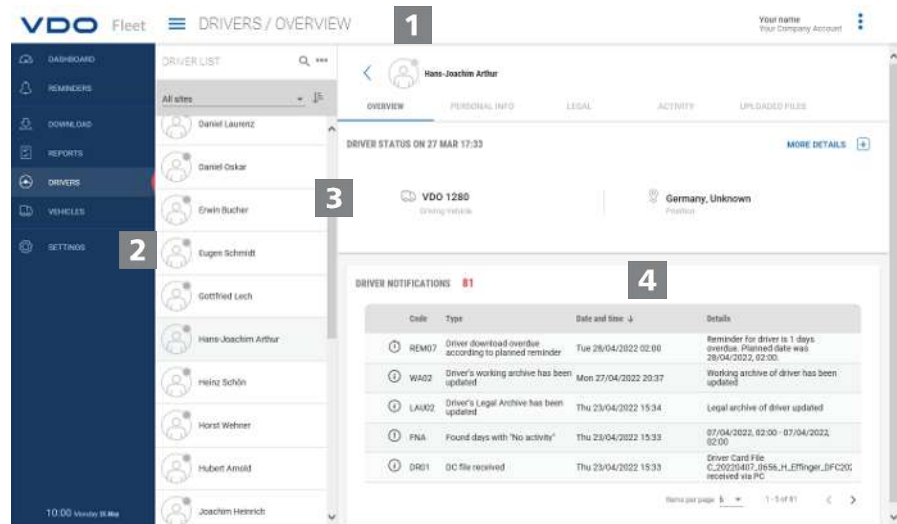 VDO Fleet
DRIVERS / OVERVIEW
1
Your name
Your Company Account
DASHBOARD
REMINDERS
DOWNLOAD
REPORTS
DRIVERS
VEHICLES
SETTINGS
2
10:00 Monday
DRIVER LIST
All sites
Daniel Laurenz
Daniel Oskar
Erwin Bucher
Eugen Schmidt
Gottfried Lech
Hans-Joachim Arthur
Heinz Schön
Horst Wehner
Hubert Arnold
Joachim Heinrich
3
Hans-Joachim Arthur
OVERVIEW PERSONAL INFO LEGAL ACTIVITY UPLOADED FILES
DRIVER STATUS ON 27 MAR 17:33
MORE DETAILS
VDO 1280
Driving Vehicle
Germany, Unknown
Position
4
DRIVER NOTIFICATIONS 81
Code Type Date and time ↓ Details
REM07
Driver download overdue
according to planned reminder
Tue 28/04/2022 02:00
Reminder for driver is 1 days
overdue. Planned date was
28/04/2022, 02:00.
WA02
Driver's working archive has been
updated
Mon 27/04/2022 20:37
Working archive of driver has been
updated
LAU02
Driver's Legal Archive has been
updated
Thu 23/04/2022 15:34
Legal archive of driver updated
FNA
Found days with "No activity"
Thu 23/04/2022 15:33
07/04/2022, 02:00 - 07/04/2022,
02:00
DR01
DC file received
Thu 23/04/2022 15:33
Driver Card File
C_20220407_0656_H_Effinger_DFC20
received via PC
Items per page 5 1 - 5 of 81